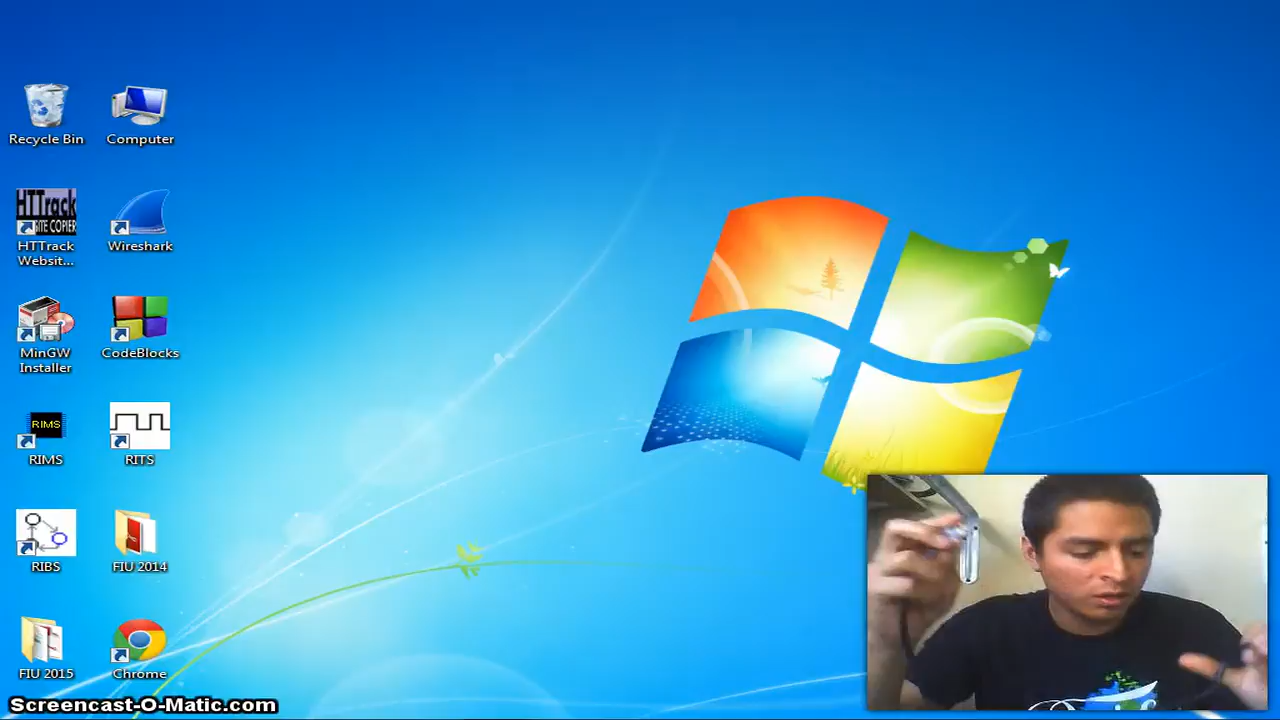 Recycle Bin
Computer
HTTrack
SITE COPIER
HTTrack
Websit...
Wireshark
MinGW
Installer
CodeBlocks
RIMS
RIMS
RITS
RIBS
FIU 2014
FIU 2015
Chrome
Screencast-O-Matic.com